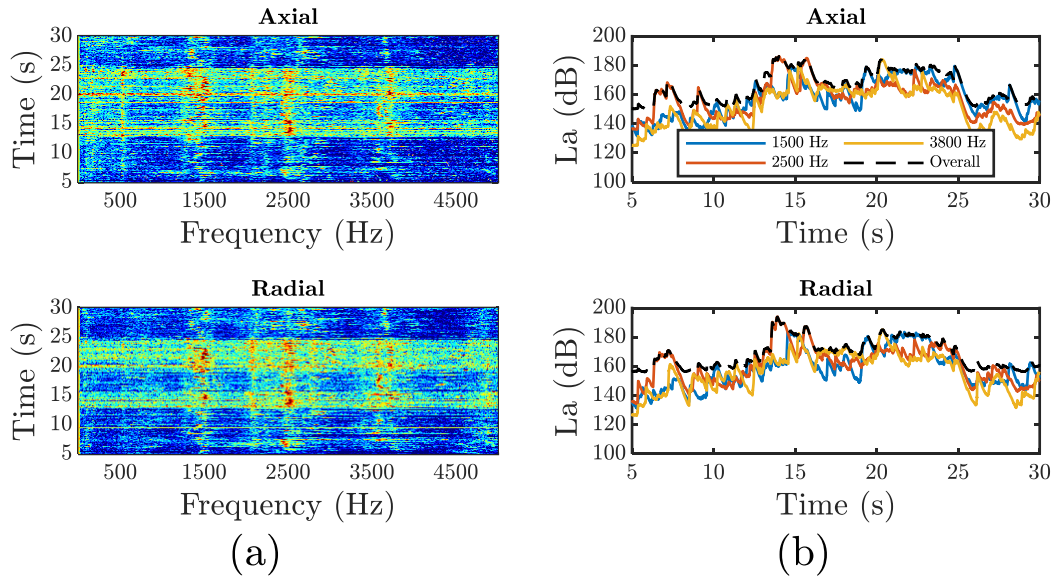 Axial
30
25
20
15
10
5
Time (s)
500 1500 2500 3500 4500
Frequency (Hz)
Axial
200
180
160
140
120
100
La (dB)
1500 Hz 3800 Hz
2500 Hz Overall
5 10 15 20 25 30
Time (s)
Radial
30
25
20
15
10
5
Time (s)
500 1500 2500 3500 4500
Frequency (Hz)
Radial
200
180
160
140
120
100
La (dB)
5 10 15 20 25 30
Time (s)
(a) (b)